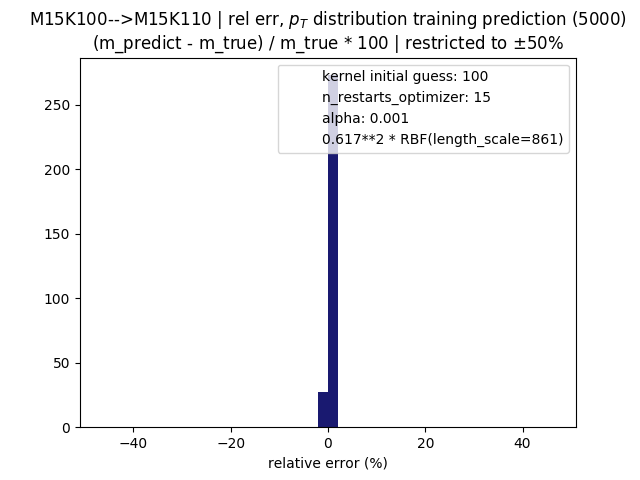 M15K100-->M15K110 | rel err, p_T distribution training prediction (5000)
(m_predict - m_true) / m_true * 100 | restricted to ±50%
kernel initial guess: 100
n_restarts_optimizer: 15
alpha: 0.001
0.617**2 * RBF(length_scale=861)
250
200
150
100
50
0
−40 −20 0 20 40
relative error (%)